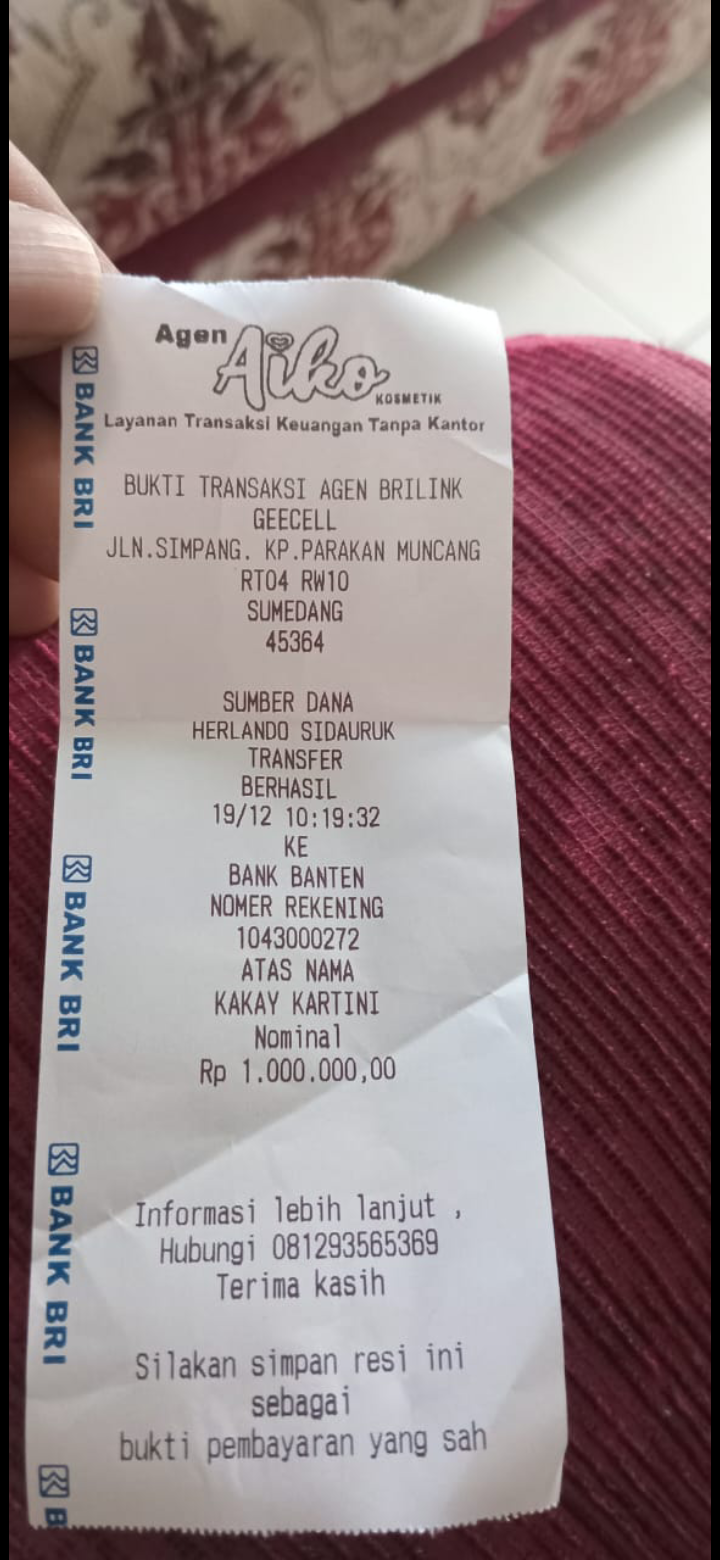 Agen Aiko
KOSMETIK
Layanan Transaksi Keuangan Tanpa Kantor
BUKTI TRANSAKSI AGEN BRILINK
GEECELL
JLN.SIMPANG. KP.PARAKAN MUNCANG
RT04 RW10
SUMEDANG
45364
SUMBER DANA
HERLANDO SIDAURUK
TRANSFER
BERHASIL
19/12 10:19:32
KE
BANK BANTEN
NOMER REKENING
1043000272
ATAS NAMA
KAKAY KARTINI
Nominal
Rp 1.000.000,00
Informasi lebih lanjut ,
Hubungi 081293565369
Terima kasih
Silakan simpan resi ini
sebagai
bukti pembayaran yang sah
BANK BRI
BANK BRI
BANK BRI
BANK BRI
B